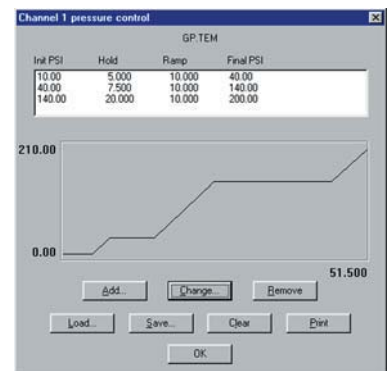 Channel 1 pressure control
GP.TEM
Init PSI Hold Ramp Final PSI
10.00 5.000 10.000 40.00
40.00 7.500 10.000 140.00
140.00 20.000 10.000 200.00
210.00
0.00
51.500
Add... Change... Remove
Load... Save... Clear Print
OK